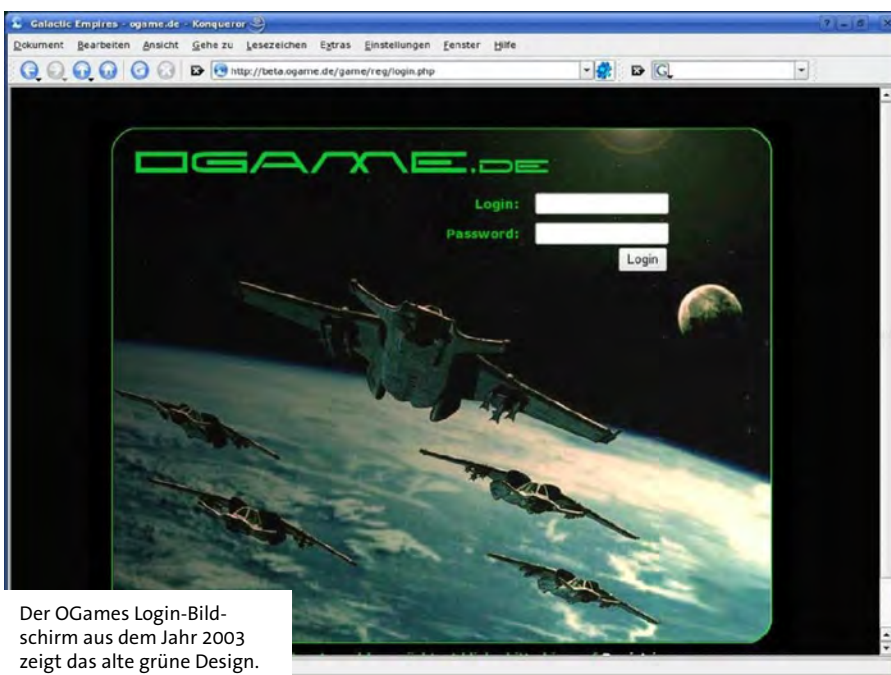 Galactic Empires - ogame.de - Konqueror
Dokument Bearbeiten Ansicht Gehe zu Lesezeichen Extras Einstellungen Fenster Hilfe
http://beta.ogame.de/game/reg/login.php
OGAME.DE
Login:
Password:
Login
Der OGames Login-Bild-
schirm aus dem Jahr 2003
zeigt das alte grüne Design.